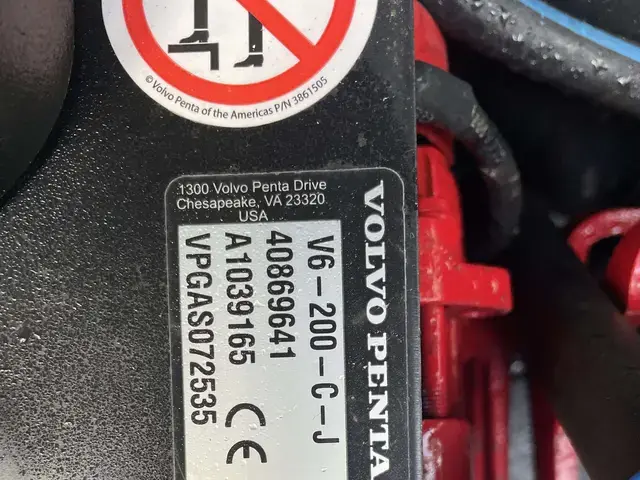 ©Volvo Penta of the Americas P/N 3861505
1300 Volvo Penta Drive
Chesapeake, VA 23320
USA
VOLVO PENTA
V6-200-C-J
40869641
A1039165 CE
VPGAS072535